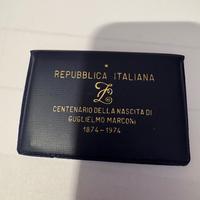 REPUBBLICA ITALIANA
CENTENARIO DELLA NASCITA DI
GUGLIELMO MARCONI
1874-1974